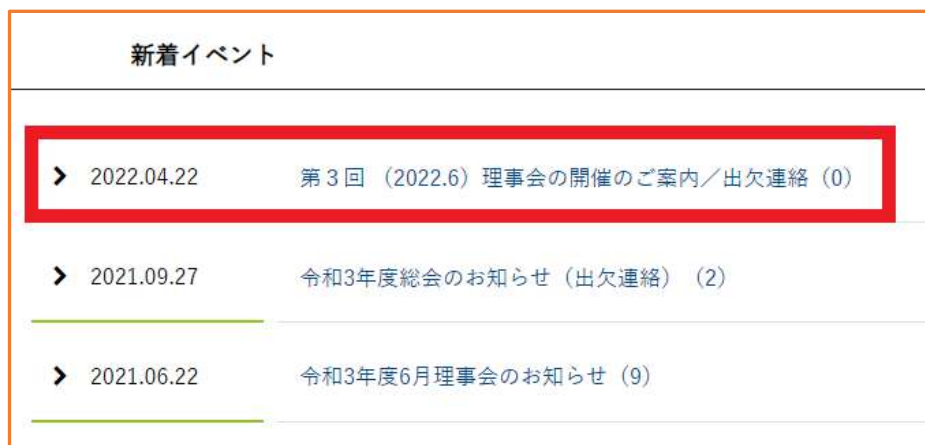 新着イベント
2022.04.22 第３回 （2022.6）理事会の開催のご案内／出欠連絡（0）
2021.09.27 令和3年度総会のお知らせ（出欠連絡）（2）
2021.06.22 令和3年度6月理事会のお知らせ（9）